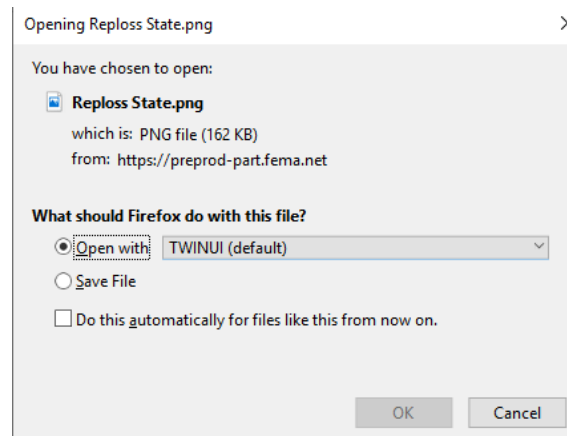 Opening Reploss State.png
You have chosen to open:
Reploss State.png
which is: PNG file (162 KB)
from: https://preprod-part.fema.net
What should Firefox do with this file?
Open with TWINUI (default)
Save File
Do this automatically for files like this from now on.
OK Cancel